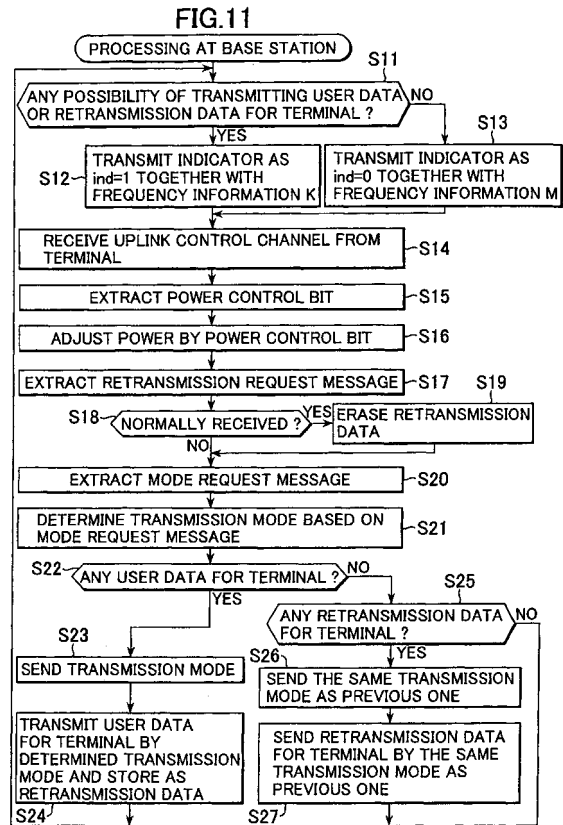 FIG.11
PROCESSING AT BASE STATION
S11
ANY POSSIBILITY OF TRANSMITTING USER DATA
OR RETRANSMISSION DATA FOR TERMINAL ?
NO
YES
S13
S12
TRANSMIT INDICATOR AS
ind=1 TOGETHER WITH
FREQUENCY INFORMATION K
TRANSMIT INDICATOR AS
ind=0 TOGETHER WITH
FREQUENCY INFORMATION M
RECEIVE UPLINK CONTROL CHANNEL FROM
TERMINAL
S14
EXTRACT POWER CONTROL BIT
S15
ADJUST POWER BY POWER CONTROL BIT
S16
EXTRACT RETRANSMISSION REQUEST MESSAGE
S17
S19
S18
NORMALLY RECEIVED ?
YES
ERASE RETRANSMISSION
DATA
NO
EXTRACT MODE REQUEST MESSAGE
S20
DETERMINE TRANSMISSION MODE BASED ON
MODE REQUEST MESSAGE
S21
S22
ANY USER DATA FOR TERMINAL ?
NO
YES
S25
ANY RETRANSMISSION DATA
FOR TERMINAL ?
NO
YES
S23
SEND TRANSMISSION MODE
S26
SEND THE SAME TRANSMISSION
MODE AS PREVIOUS ONE
TRANSMIT USER DATA
FOR TERMINAL BY
DETERMINED TRANSMISSION
MODE AND STORE AS
RETRANSMISSION DATA
S24
SEND RETRANSMISSION DATA
FOR TERMINAL BY THE SAME
TRANSMISSION MODE AS
PREVIOUS ONE
S27